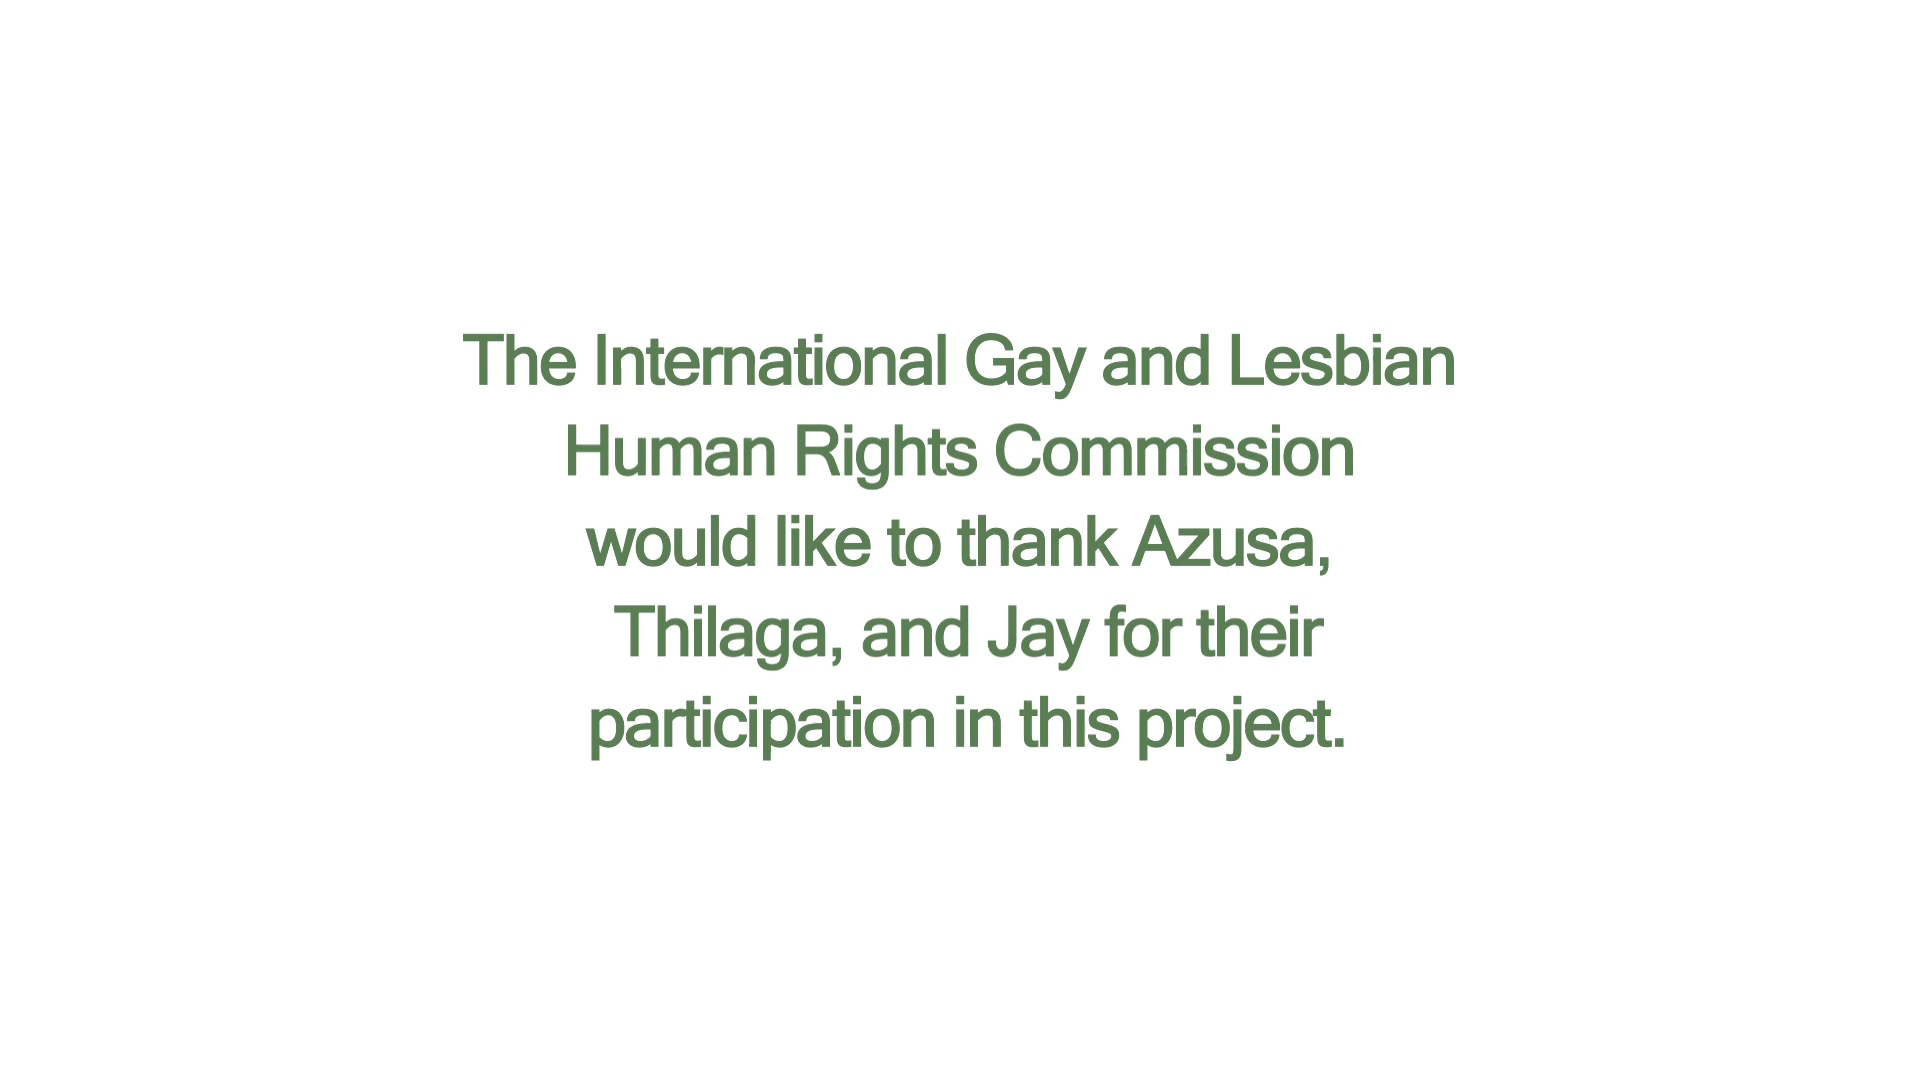 The International Gay and Lesbian
Human Rights Commission
would like to thank Azusa,
Thilaga, and Jay for their
participation in this project.